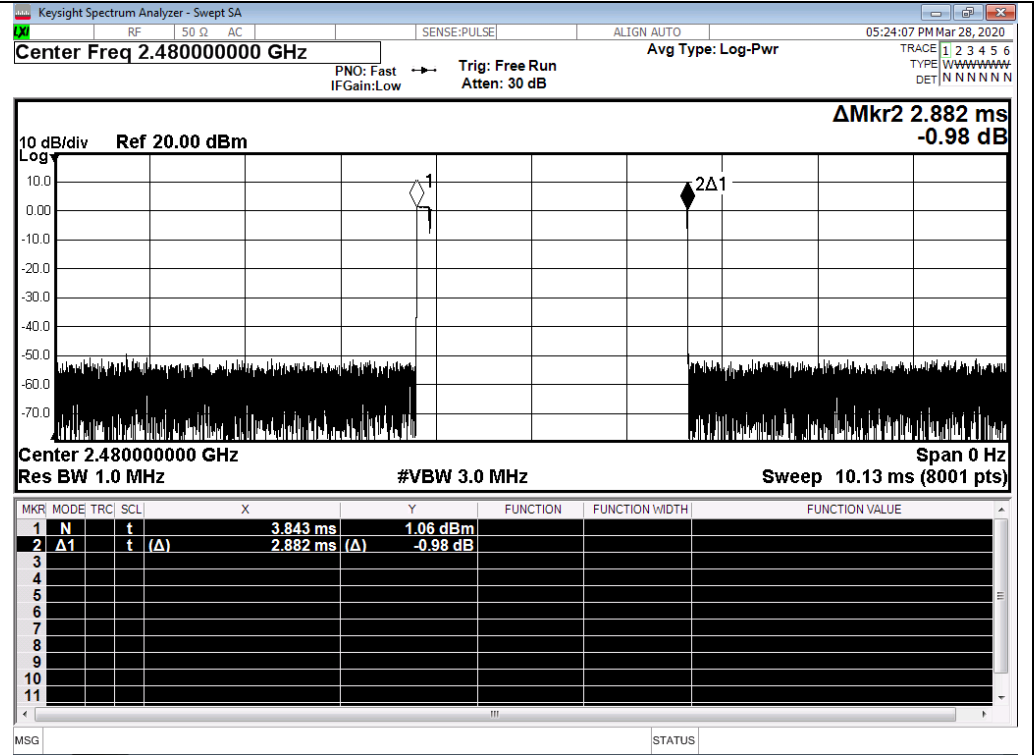 Keysight Spectrum Analyzer - Swept SA
LXI RF 50 Ω AC SENSE:PULSE ALIGN AUTO 05:24:07 PM Mar 28, 2020
Center Freq 2.480000000 GHz
Avg Type: Log-Pwr
TRACE 1 2 3 4 5 6
PNO: Fast Trig: Free Run
TYPE WWWWWW
IFGain:Low Atten: 30 dB
DET N N N N N N
ΔMkr2 2.882 ms
-0.98 dB
10 dB/div Ref 20.00 dBm
Log
1
2Δ1
10.0
0.00
-10.0
-20.0
-30.0
-40.0
-50.0
-60.0
-70.0
Center 2.480000000 GHz Span 0 Hz
Res BW 1.0 MHz #VBW 3.0 MHz Sweep 10.13 ms (8001 pts)
MKR MODE TRC SCL X Y FUNCTION FUNCTION WIDTH FUNCTION VALUE
1 N t 3.843 ms 1.06 dBm
2 Δ1 t (Δ) 2.882 ms (Δ) -0.98 dB
3
4
5
6
7
8
9
10
11
MSG STATUS